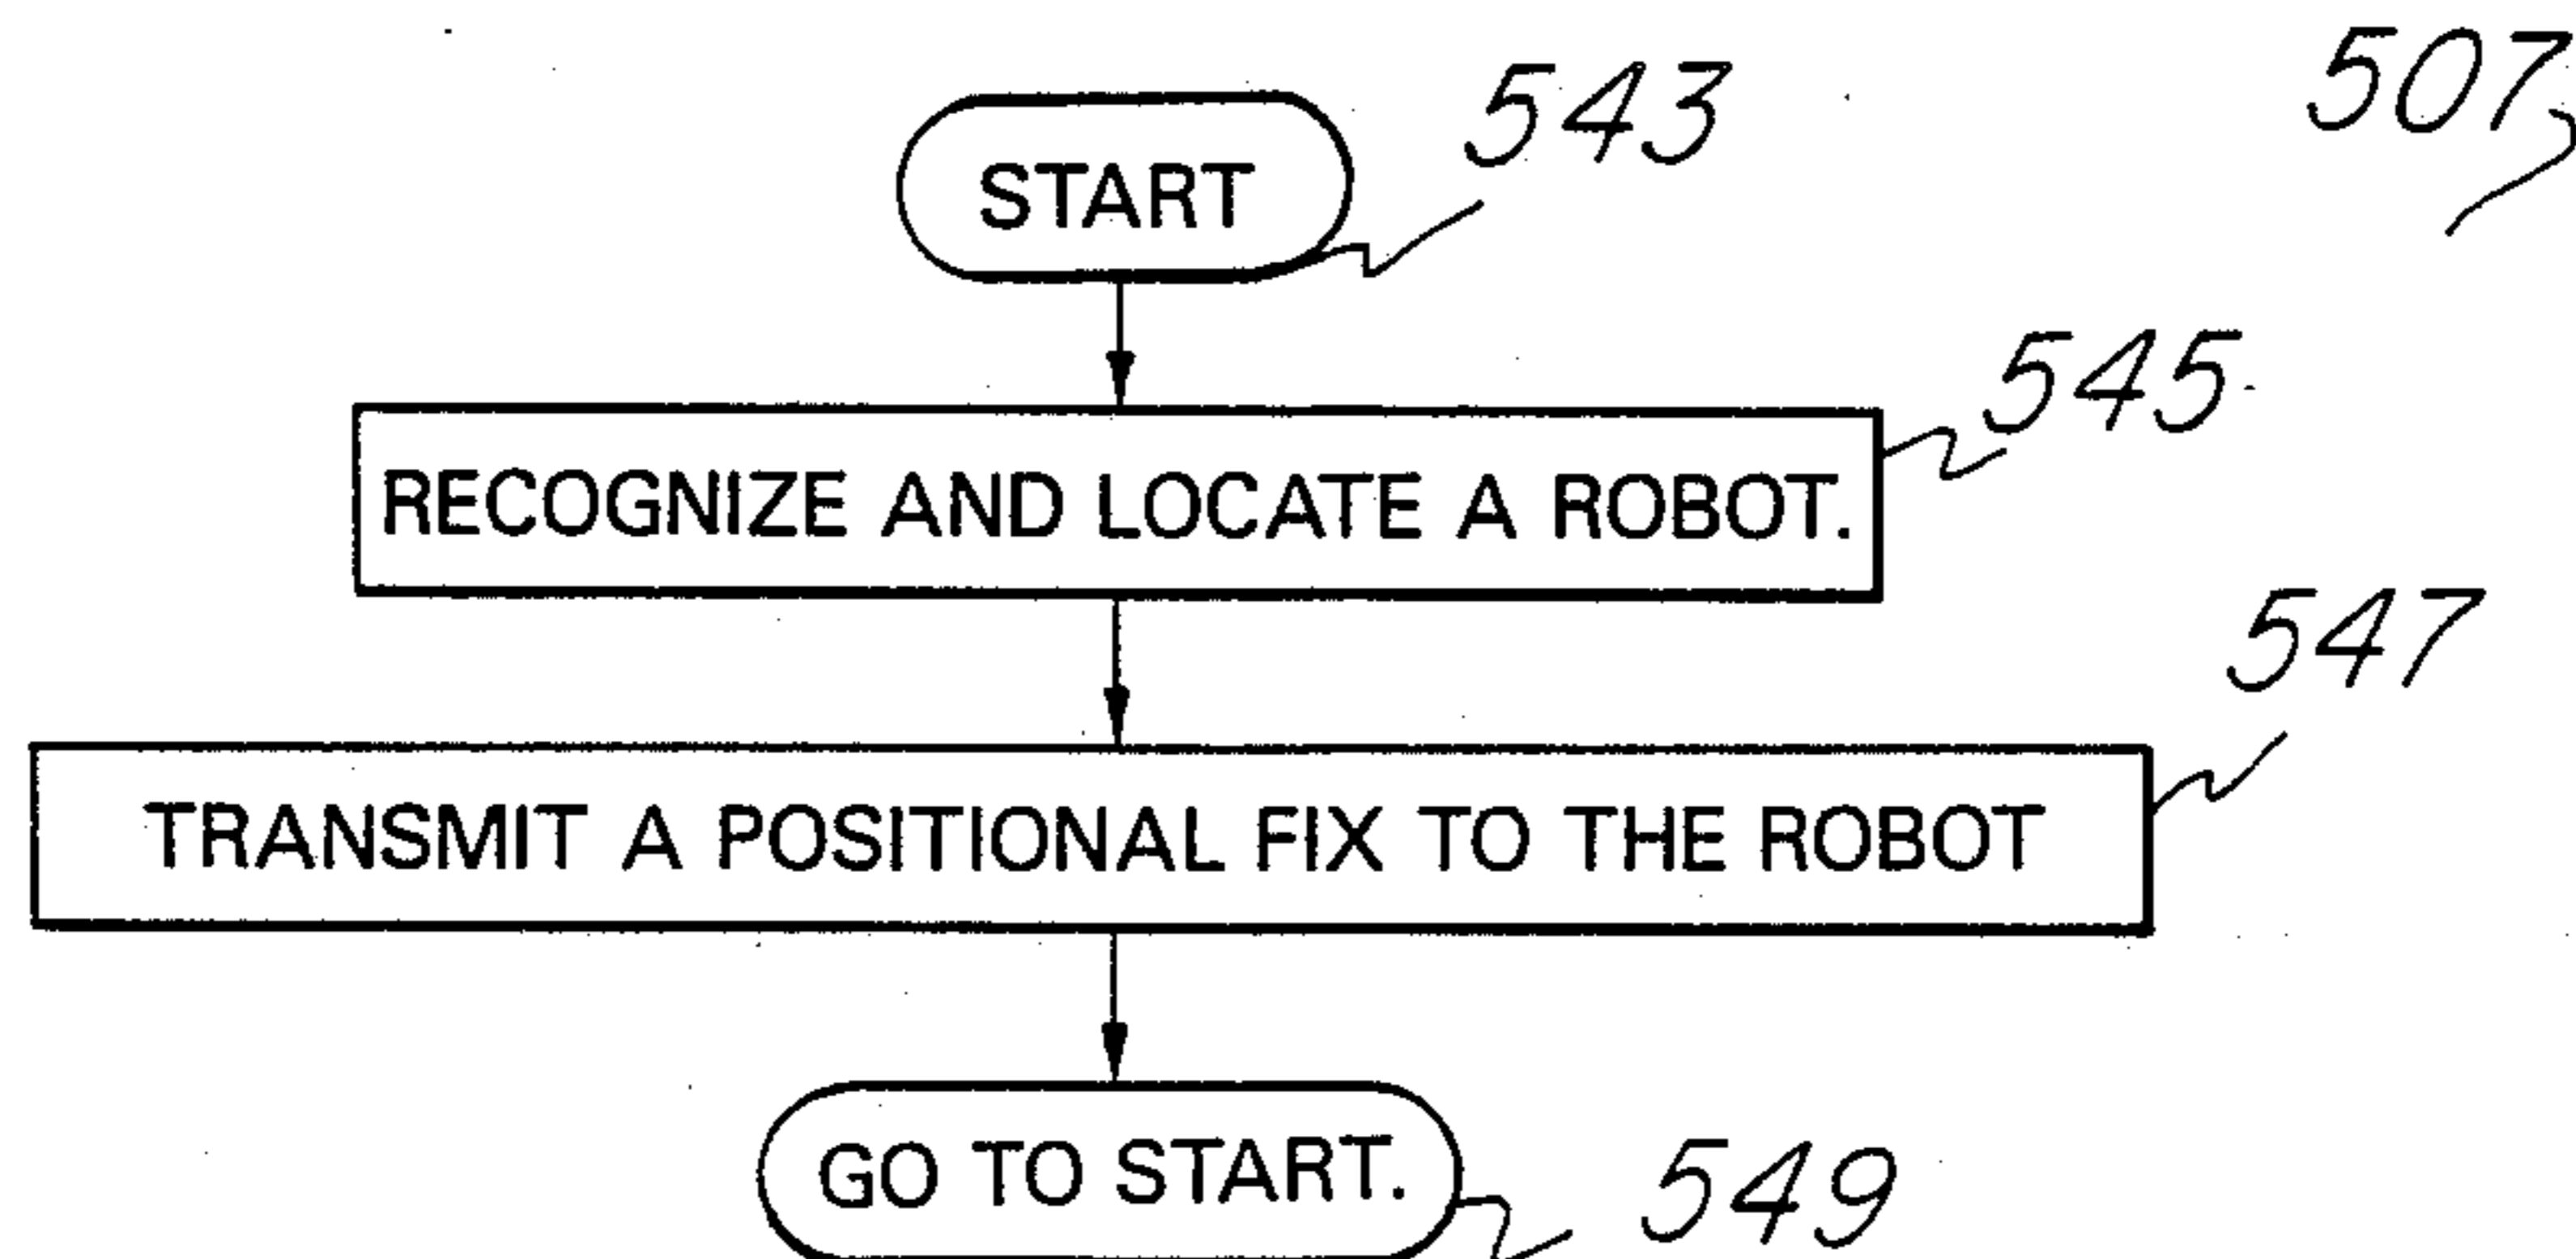 507
543
START
545
RECOGNIZE AND LOCATE A ROBOT.
547
TRANSMIT A POSITIONAL FIX TO THE ROBOT
GO TO START.
549